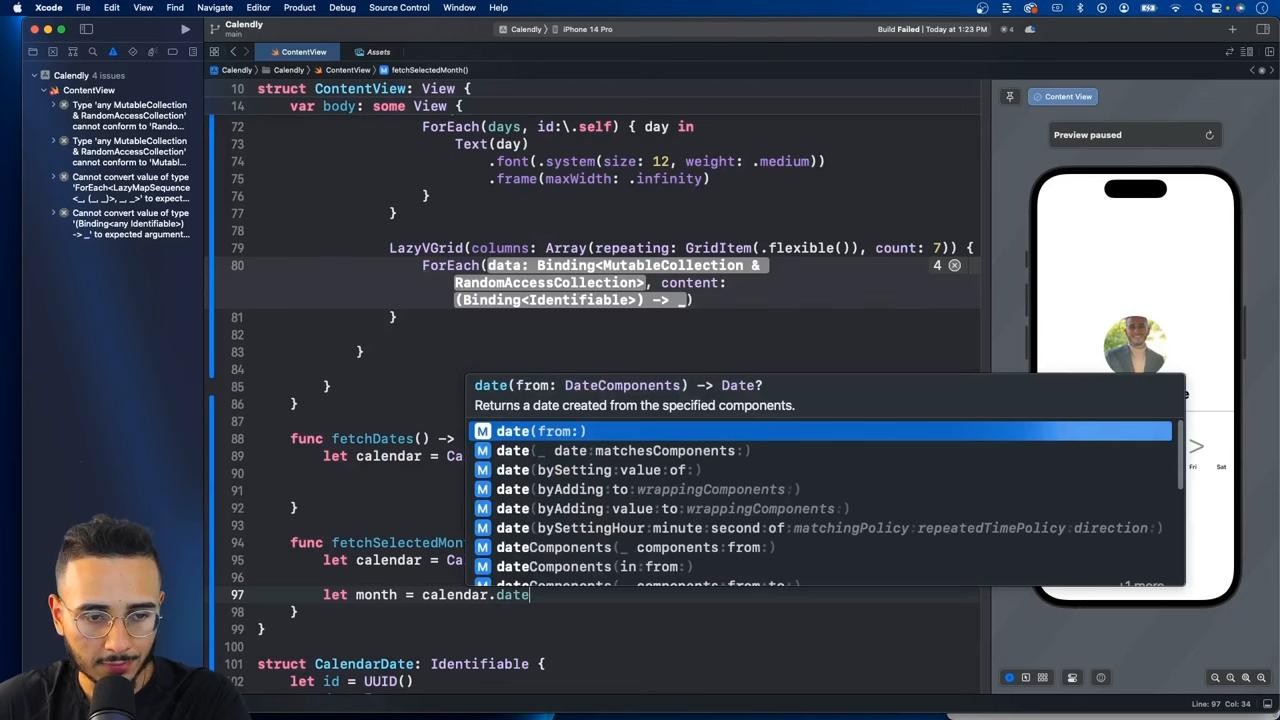 Xcode File Edit View Find Navigate Editor Product Debug Source Control Window Help
Calendly
main
Calendly
iPhone 14 Pro
Build Failed | Today at 1:23 PM
4
ContentView
Assets
Calendly
Calendly
ContentView
fetchSelectedMonth()
Calendly 4 issues
ContentView
Type 'any MutableCollection
& RandomAccessCollection'
cannot conform to 'Rando...
Type 'any MutableCollection
& RandomAccessCollection'
cannot conform to 'Mutabl...
Cannot convert value of type
'ForEach<LazyMapSequence
<_, (_, _)>, _, _>' to expect...
Cannot convert value of type
'(Binding<any Identifiable>)
-> _' to expected argument...
10 struct ContentView: View {
14 var body: some View {
72 ForEach(days, id:\.self) { day in
73 Text(day)
74 .font(.system(size: 12, weight: .medium))
75 .frame(maxWidth: .infinity)
76 }
77 }
78
79 LazyVGrid(columns: Array(repeating: GridItem(.flexible()), count: 7)) {
80 ForEach(data: Binding<MutableCollection & 4
RandomAccessCollection>, content:
(Binding<Identifiable>) -> _)
81 }
82
83 }
84
85 }
86 }
87
88 func fetchDates() ->
89 let calendar = Ca
90
91
92 }
93
94 func fetchSelectedMont
95 let calendar = Ca
96
97 let month = calendar.date
98 }
99 }
100
101 struct CalendarDate: Identifiable {
102 let id = UUID()
date(from: DateComponents) -> Date?
Returns a date created from the specified components.
M date(from:)
M date(_ date:matchesComponents:)
M date(bySetting:value:of:)
M date(byAdding:to:wrappingComponents:)
M date(byAdding:value:to:wrappingComponents:)
M date(bySettingHour:minute:second:of:matchingPolicy:repeatedTimePolicy:direction:)
M dateComponents(_ components:from:)
M dateComponents(in:from:)
M dateComponents(_ components:from:to:)
+1 more
Content View
Preview paused
Fri
Sat
Line: 97 Col: 34